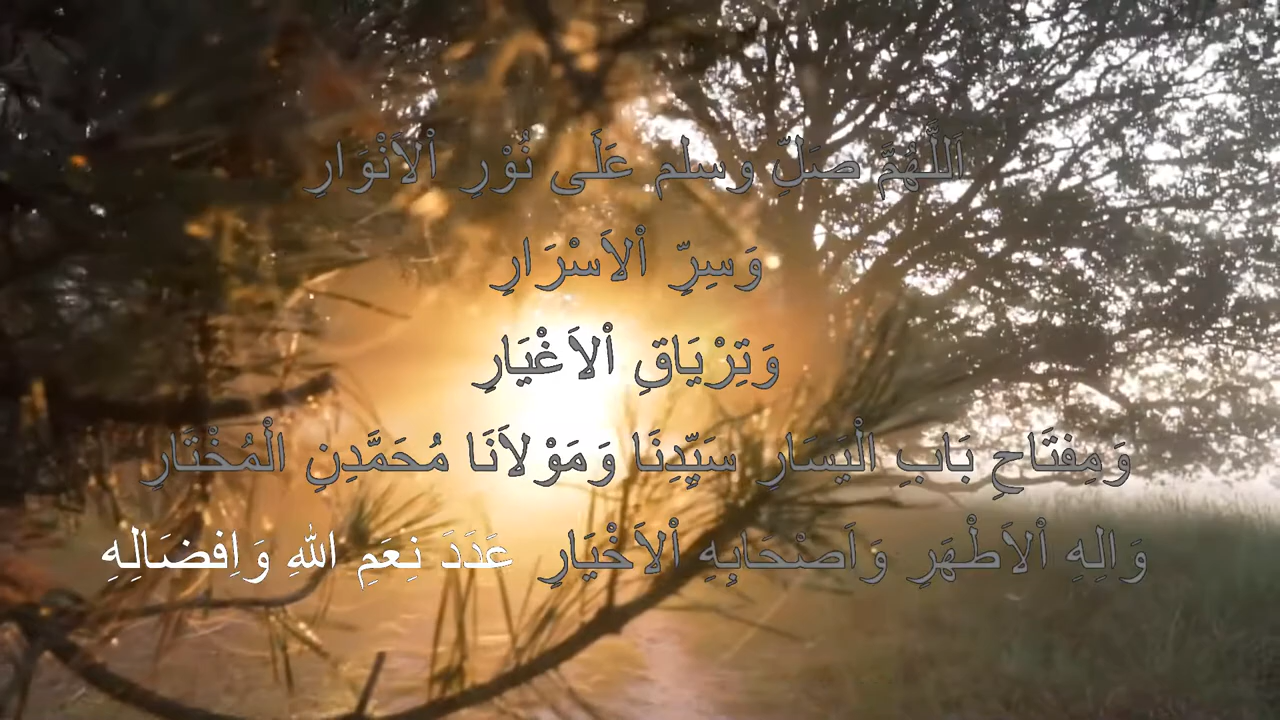 اَللَّهُمَّ صَلِّ وسلم عَلَى نُوْرِ اْلاَنْوَارِ
وَسِرِّ اْلاَسْرَارِ
وَتِرْيَاقِ اْلاَغْيَارِ
وَمِفتَاحِ بَابِ الْيَسَارِ سَيِّدِنَا وَمَوْلاَنَا مُحَمَّدِنِ الْمُخْتَارِ
وَالِهِ اْلاَطْهَرِ وَاَصْحَابِهِ اْلاَخْيَارِ عَدَدَ نِعَمِ اللهِ وَاِفضَالِهِ